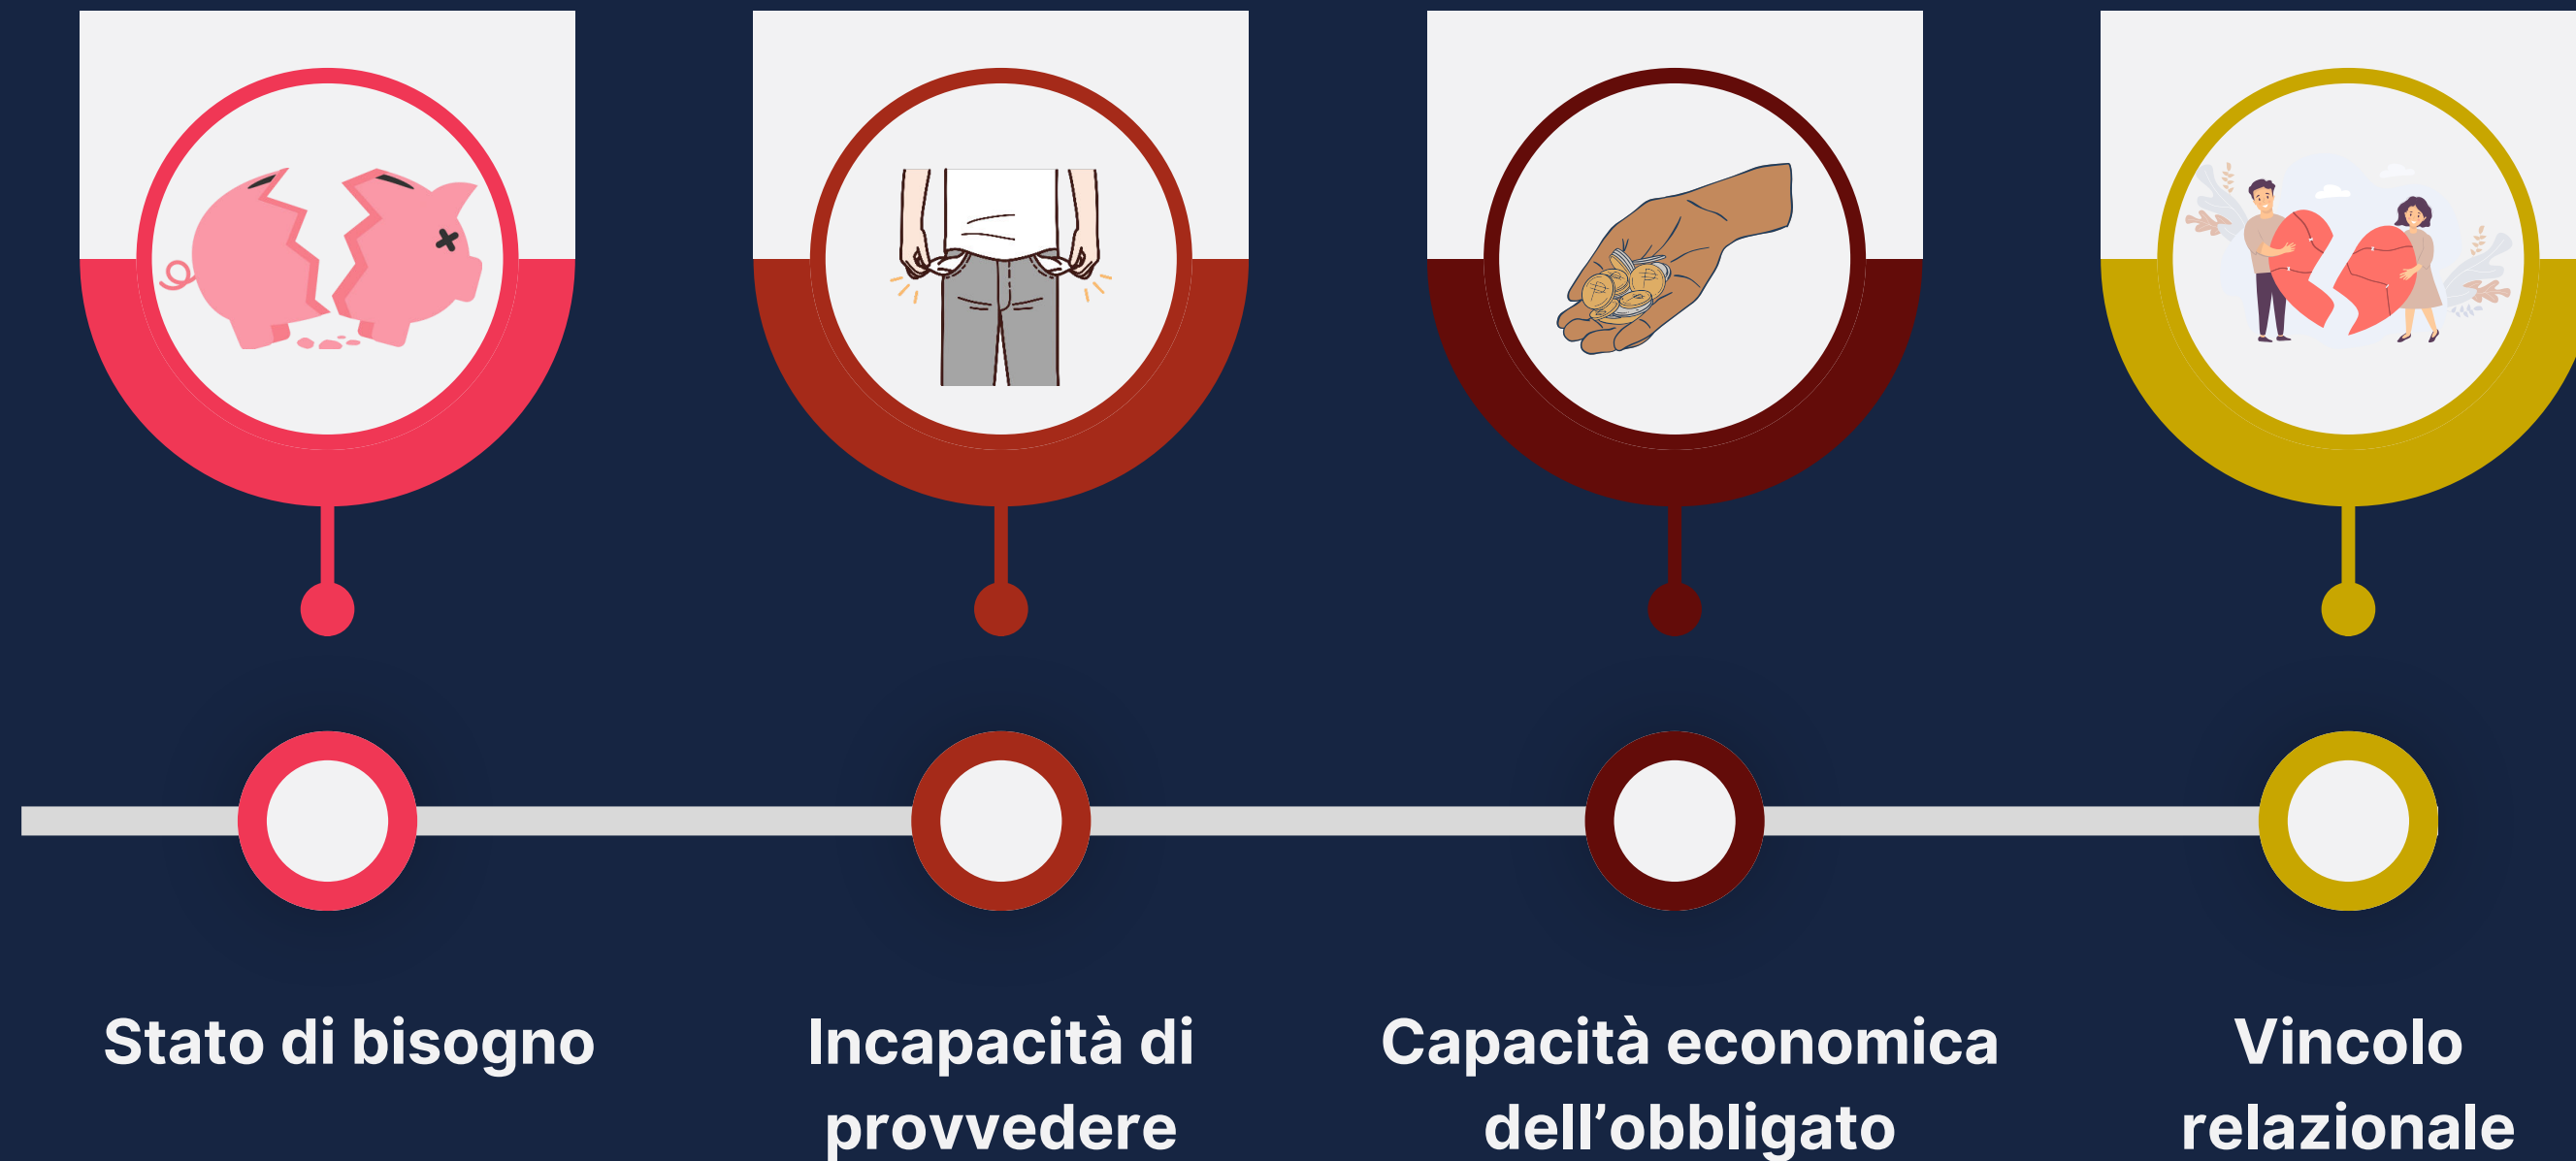 Stato di bisogno
Incapacità di
provvedere
Capacità economica
dell’obbligato
Vincolo
relazionale